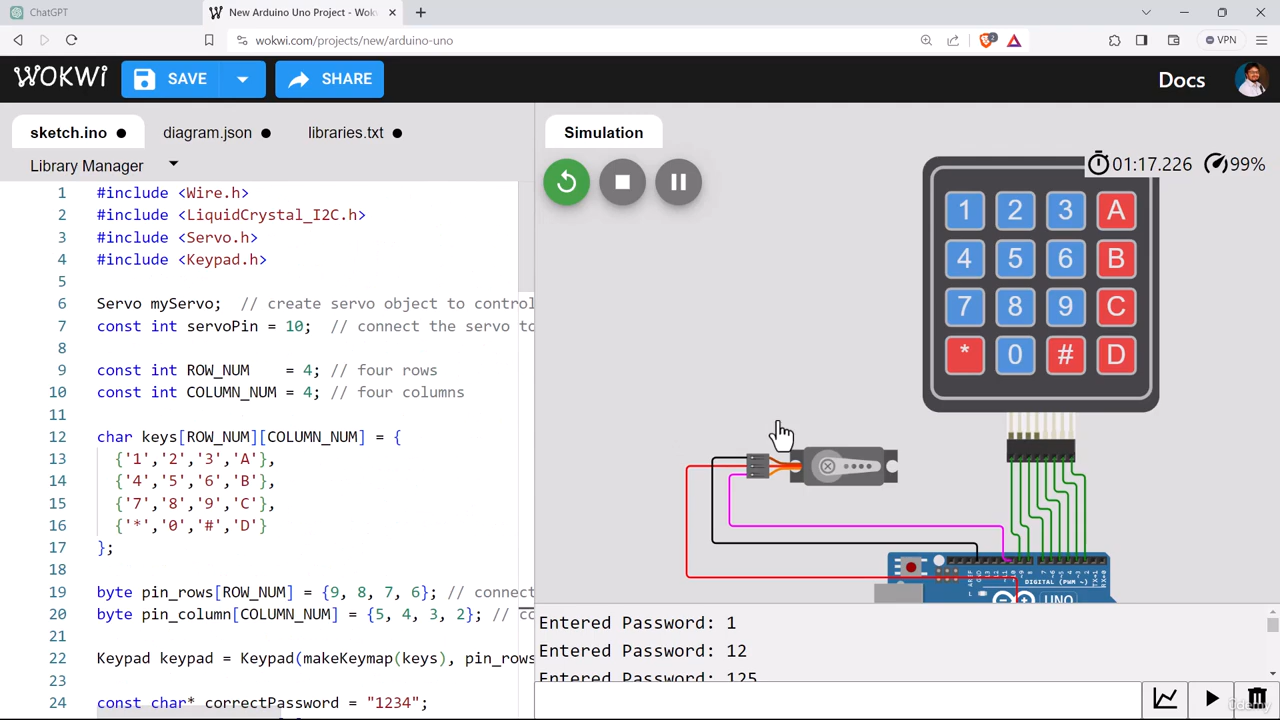 ChatGPT
New Arduino Uno Project - Wok
wokwi.com/projects/new/arduino-uno
2
VPN
WOKWi
SAVE
SHARE
Docs
sketch.ino
diagram.json
libraries.txt
Simulation
Library Manager
01:17.226
99%
1 #include <Wire.h>
2 #include <LiquidCrystal_I2C.h>
3 #include <Servo.h>
4 #include <Keypad.h>
5
6 Servo myServo;  // create servo object to control
7 const int servoPin = 10;  // connect the servo to
8
9 const int ROW_NUM    = 4; // four rows
10 const int COLUMN_NUM = 4; // four columns
11
12 char keys[ROW_NUM][COLUMN_NUM] = {
13   {'1','2','3','A'},
14   {'4','5','6','B'},
15   {'7','8','9','C'},
16   {'*','0','#','D'}
17 };
18
19 byte pin_rows[ROW_NUM] = {9, 8, 7, 6}; // connect
20 byte pin_column[COLUMN_NUM] = {5, 4, 3, 2}; // co
21
22 Keypad keypad = Keypad(makeKeymap(keys), pin_rows
23
24 const char* correctPassword = "1234";
1 2 3 A
4 5 6 B
7 8 9 C
* 0 # D
DIGITAL (PWM ~)
UNO
Entered Password: 1
Entered Password: 12
Entered Password: 125
Udemy